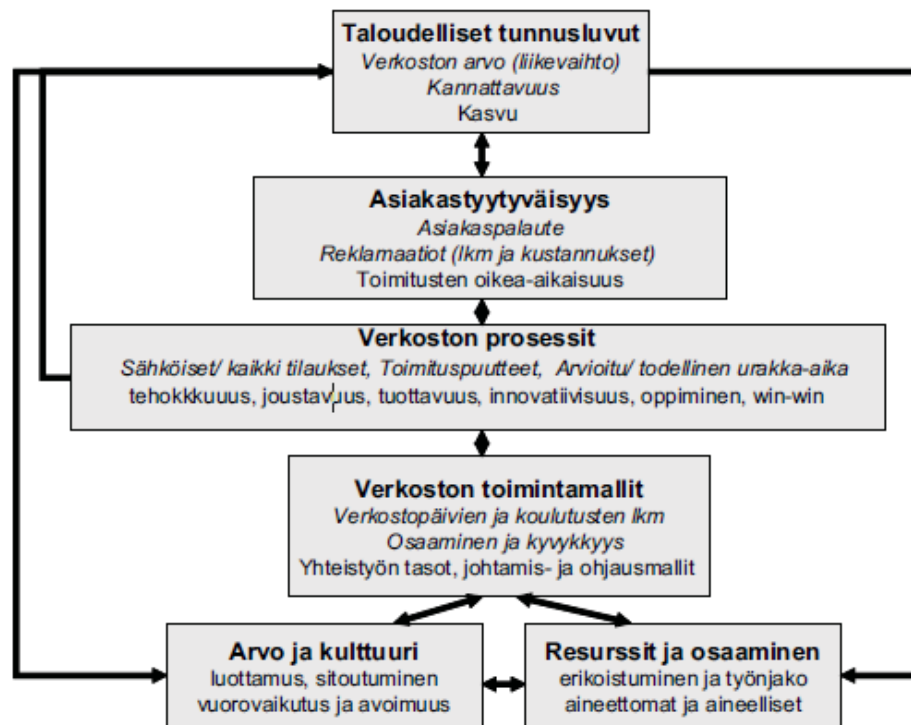 Taloudelliset tunnusluvut
Verkoston arvo (liikevaihto)
Kannattavuus
Kasvu
Asiakastyytyväisyys
Asiakaspalaute
Reklamaatiot (lkm ja kustannukset)
Toimitusten oikea-aikaisuus
Verkoston prosessit
Sähköiset/ kaikki tilaukset, Toimituspuutteet, Arvioitu/ todellinen urakka-aika
tehokkkuuus, joustavuus, tuottavuus, innovatiivisuus, oppiminen, win-win
Verkoston toimintamallit
Verkostopäivien ja koulutusten lkm
Osaaminen ja kyvykkyys
Yhteistyön tasot, johtamis- ja ohjausmallit
Arvo ja kulttuuri
luottamus, sitoutuminen
vuorovaikutus ja avoimuus
Resurssit ja osaaminen
erikoistuminen ja työnjako
aineettomat ja aineelliset